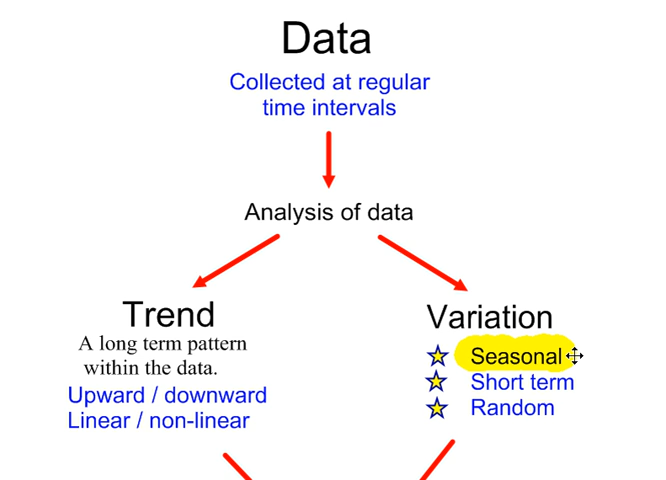 Data
Collected at regular
time intervals
Analysis of data
Trend
A long term pattern
within the data.
Upward / downward
Linear / non-linear
Variation
Seasonal
Short term
Random